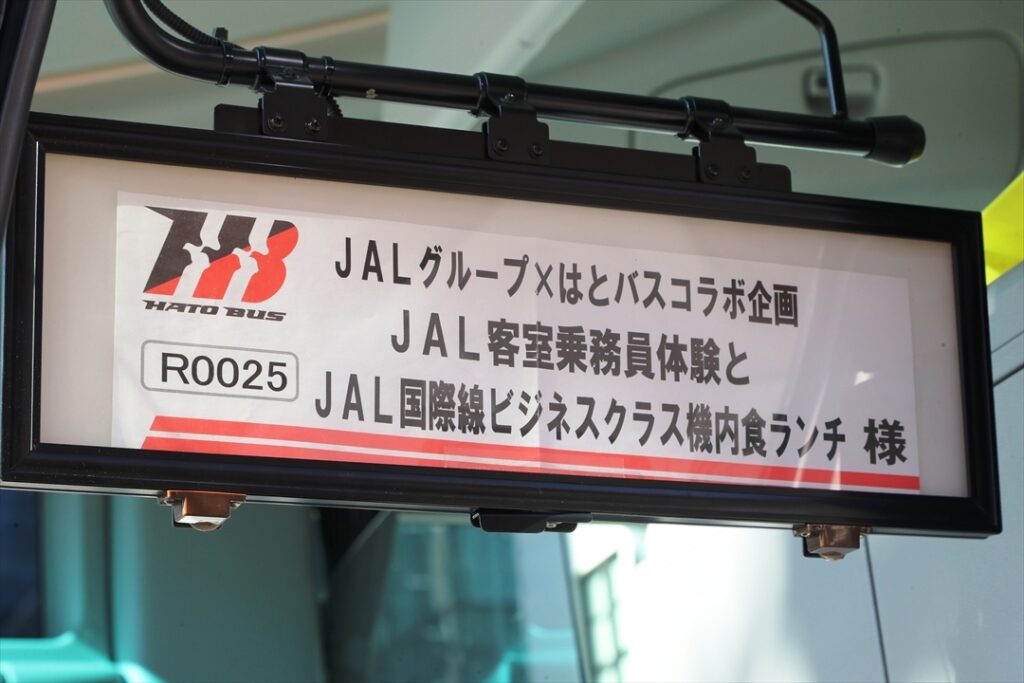 HB
HATO BUS
R0025
JALグループ×はとバスコラボ企画
JAL客室乗務員体験と
JAL国際線ビジネスクラス機内食ランチ 様